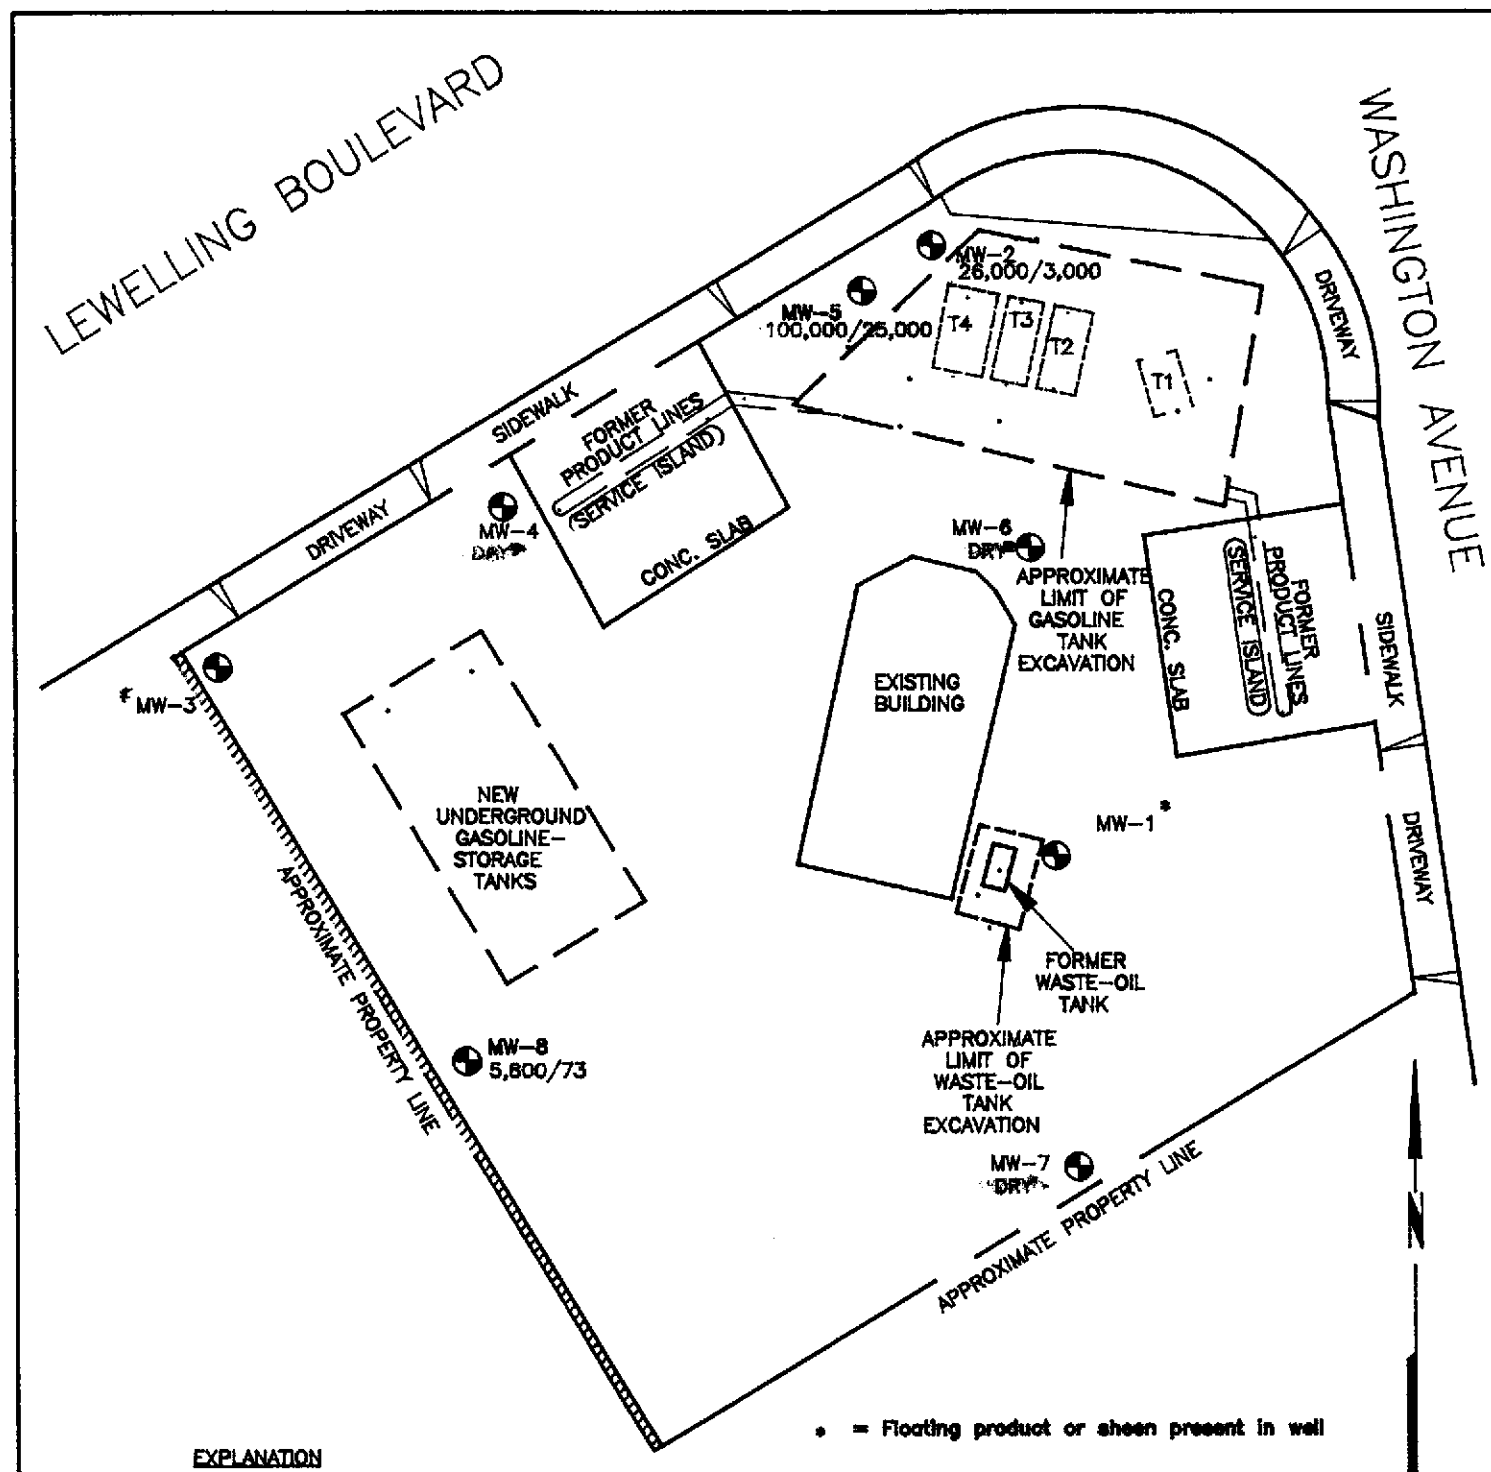 LEWELLING BOULEVARD
WASHINGTON AVENUE
MW-2
26,000/3,000
MW-5
100,000/25,000
T4
T3
T2
T1
DRIVEWAY
SIDEWALK
FORMER
PRODUCT LINES
(SERVICE ISLAND)
CONC. SLAB
DRIVEWAY
MW-4
DRY
MW-6
DRY
APPROXIMATE
LIMIT OF
GASOLINE
TANK
EXCAVATION
FORMER
PRODUCT LINES
(SERVICE ISLAND)
CONC. SLAB
SIDEWALK
* MW-3
EXISTING
BUILDING
NEW
UNDERGROUND
GASOLINE-
STORAGE
TANKS
MW-1 *
DRIVEWAY
FORMER
WASTE-OIL
TANK
APPROXIMATE
LIMIT OF
WASTE-OIL
TANK
EXCAVATION
APPROXIMATE PROPERTY LINE
MW-8
5,800/73
MW-7
DRY
APPROXIMATE PROPERTY LINE
N
* = Floating product or sheen present in well
EXPLANATION